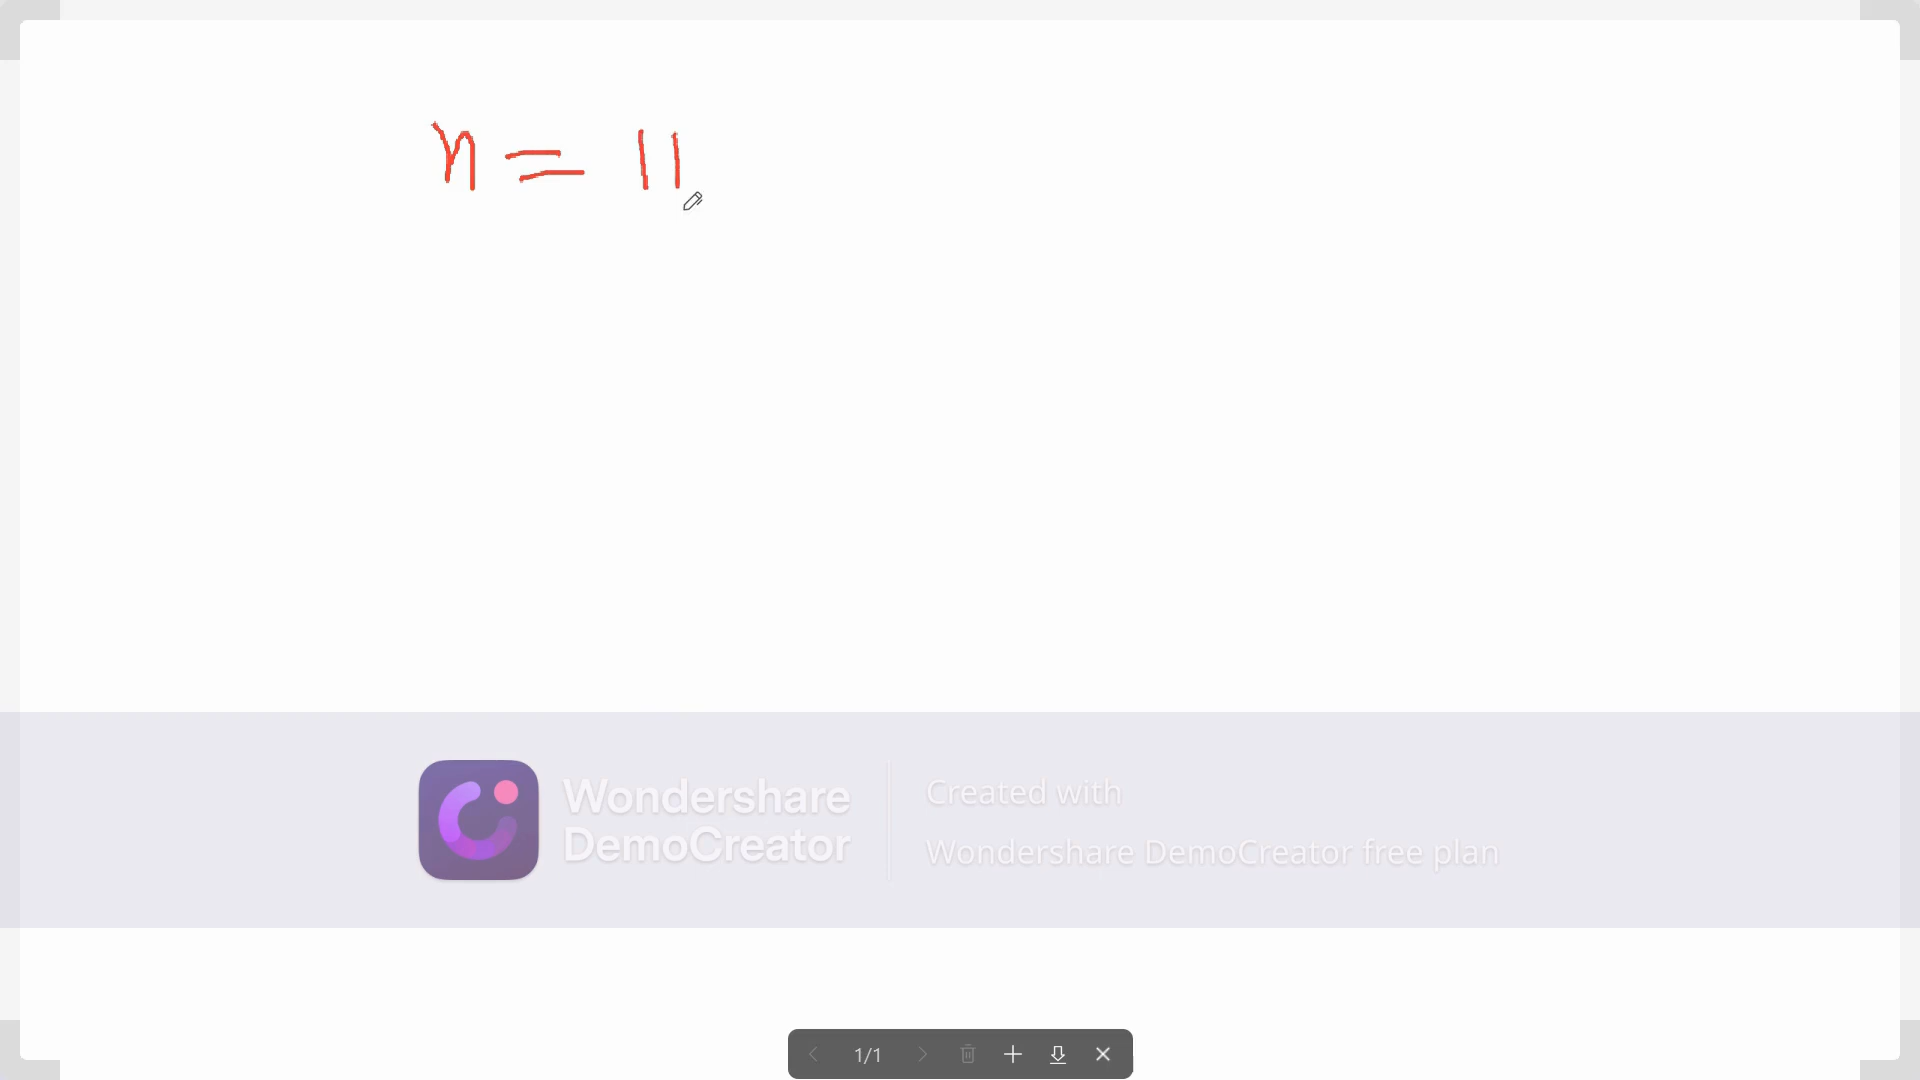 n = 11
Wondershare
DemoCreator
Created with
Wondershare DemoCreator free plan
1/1